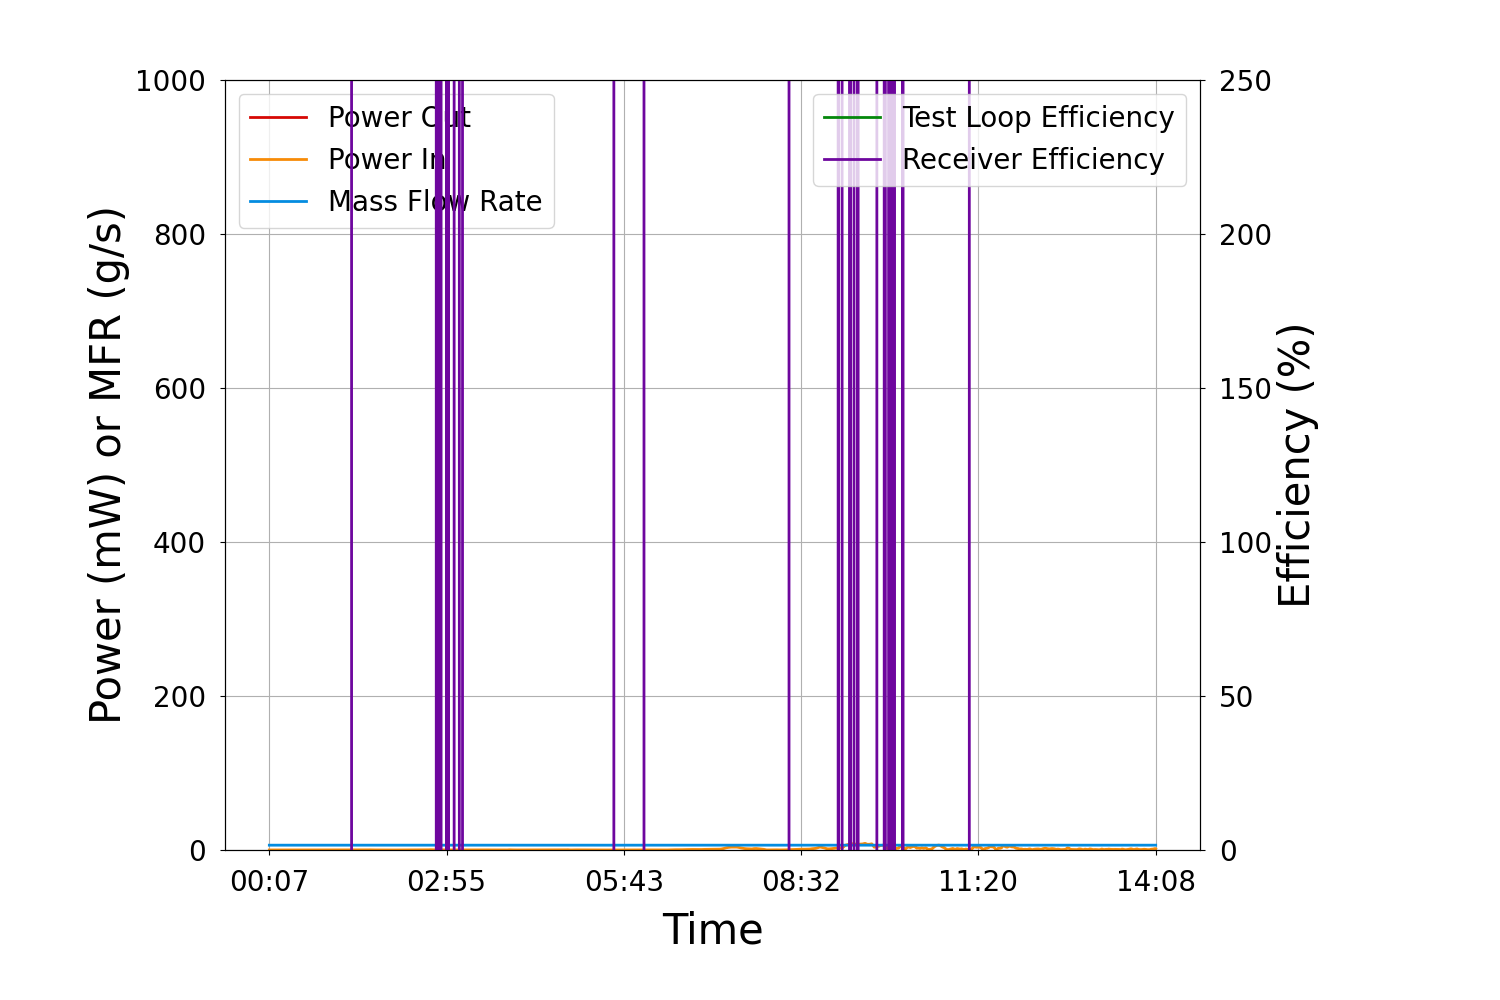 1000
800
600
400
200
0
Power (mW) or MFR (g/s)
Power Out
Power In
Mass Flow Rate
Test Loop Efficiency
Receiver Efficiency
250
200
150
100
50
0
Efficiency (%)
00:07 02:55 05:43 08:32 11:20 14:08
Time